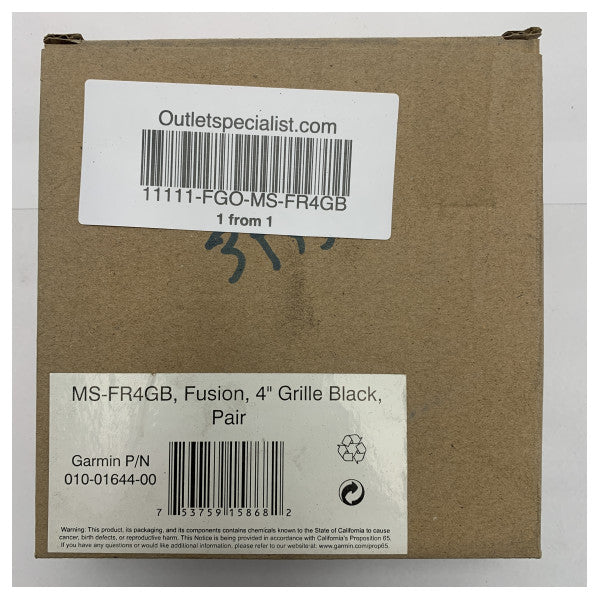 Outletspecialist.com
11111-FGO-MS-FR4GB
1 from 1
MS-FR4GB, Fusion, 4" Grille Black,
Pair
Garmin P/N
010-01644-00
7 53759 15868 2
Warning: This product, its packaging, and its components contains chemicals known to the State of California to cause
cancer, birth defects, or reproductive harm. This Notice is being provided in accordance with California's Proposition 65.
If you have any questions or would like additional information, please refer to our website at: www.garmin.com/prop65.